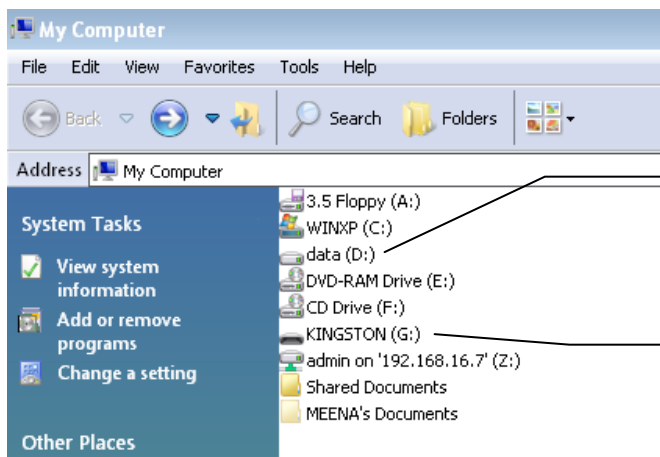 My Computer
File Edit View Favorites Tools Help
Back Search Folders
Address My Computer
System Tasks
View system
information
Add or remove
programs
Change a setting
Other Places
3.5 Floppy (A:)
WINXP (C:)
data (D:)
DVD-RAM Drive (E:)
CD Drive (F:)
KINGSTON (G:)
admin on '192.168.16.7' (Z:)
Shared Documents
MEENA's Documents